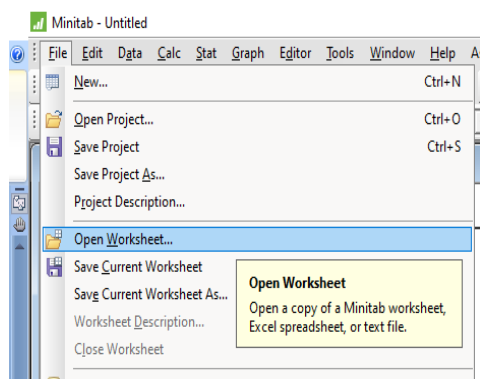 Minitab - Untitled
File Edit Data Calc Stat Graph Editor Tools Window Help
New... Ctrl+N
Open Project... Ctrl+O
Save Project Ctrl+S
Save Project As...
Project Description...
Open Worksheet...
Save Current Worksheet
Save Current Worksheet As...
Worksheet Description...
Close Worksheet
Open Worksheet
Open a copy of a Minitab worksheet,
Excel spreadsheet, or text file.